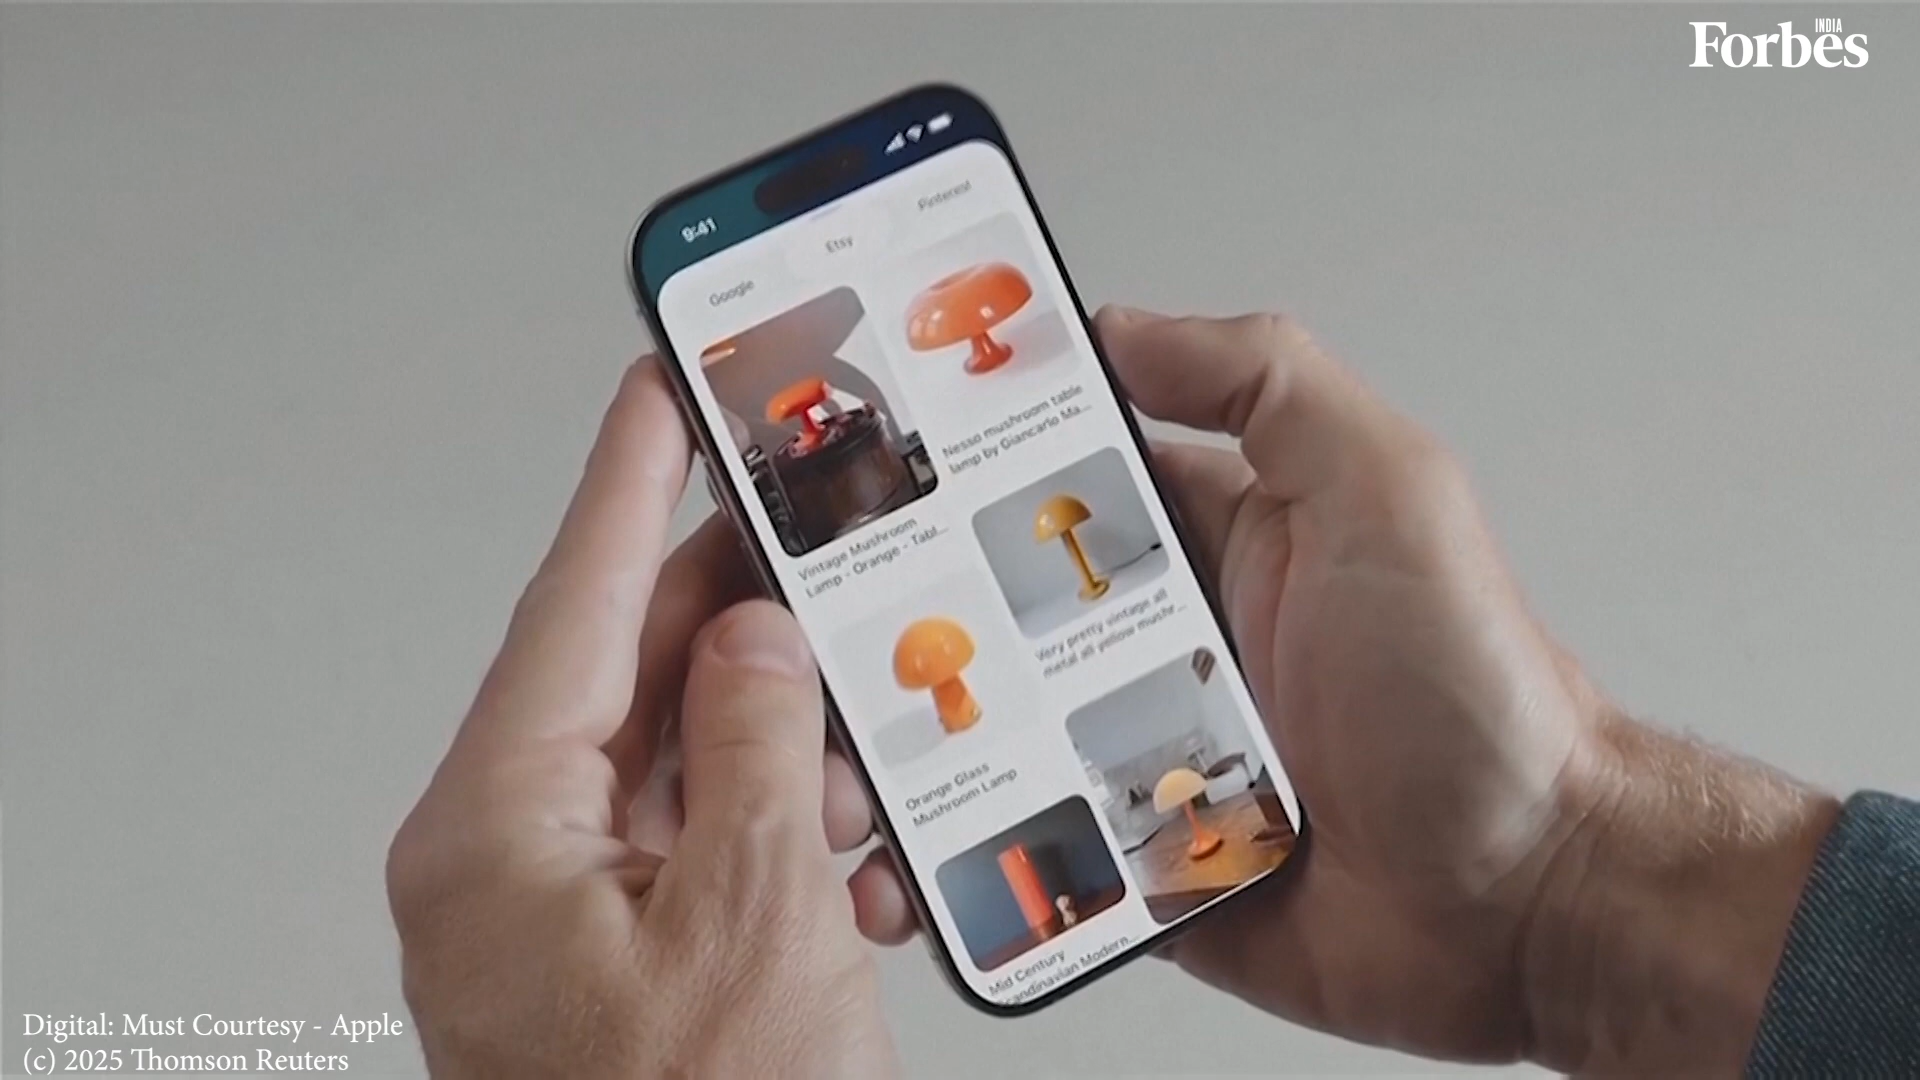 Forbes
INDIA
9:41
Google
Etsy
Pinterest
Nesso mushroom table
lamp by Giancarlo Ma...
Vintage Mushroom
Lamp - Orange - Tabl...
Very pretty vintage all
metal all yellow mushr...
Orange Glass
Mushroom Lamp
Mid Century
Scandinavian Modern...
Digital: Must Courtesy - Apple
(c) 2025 Thomson Reuters